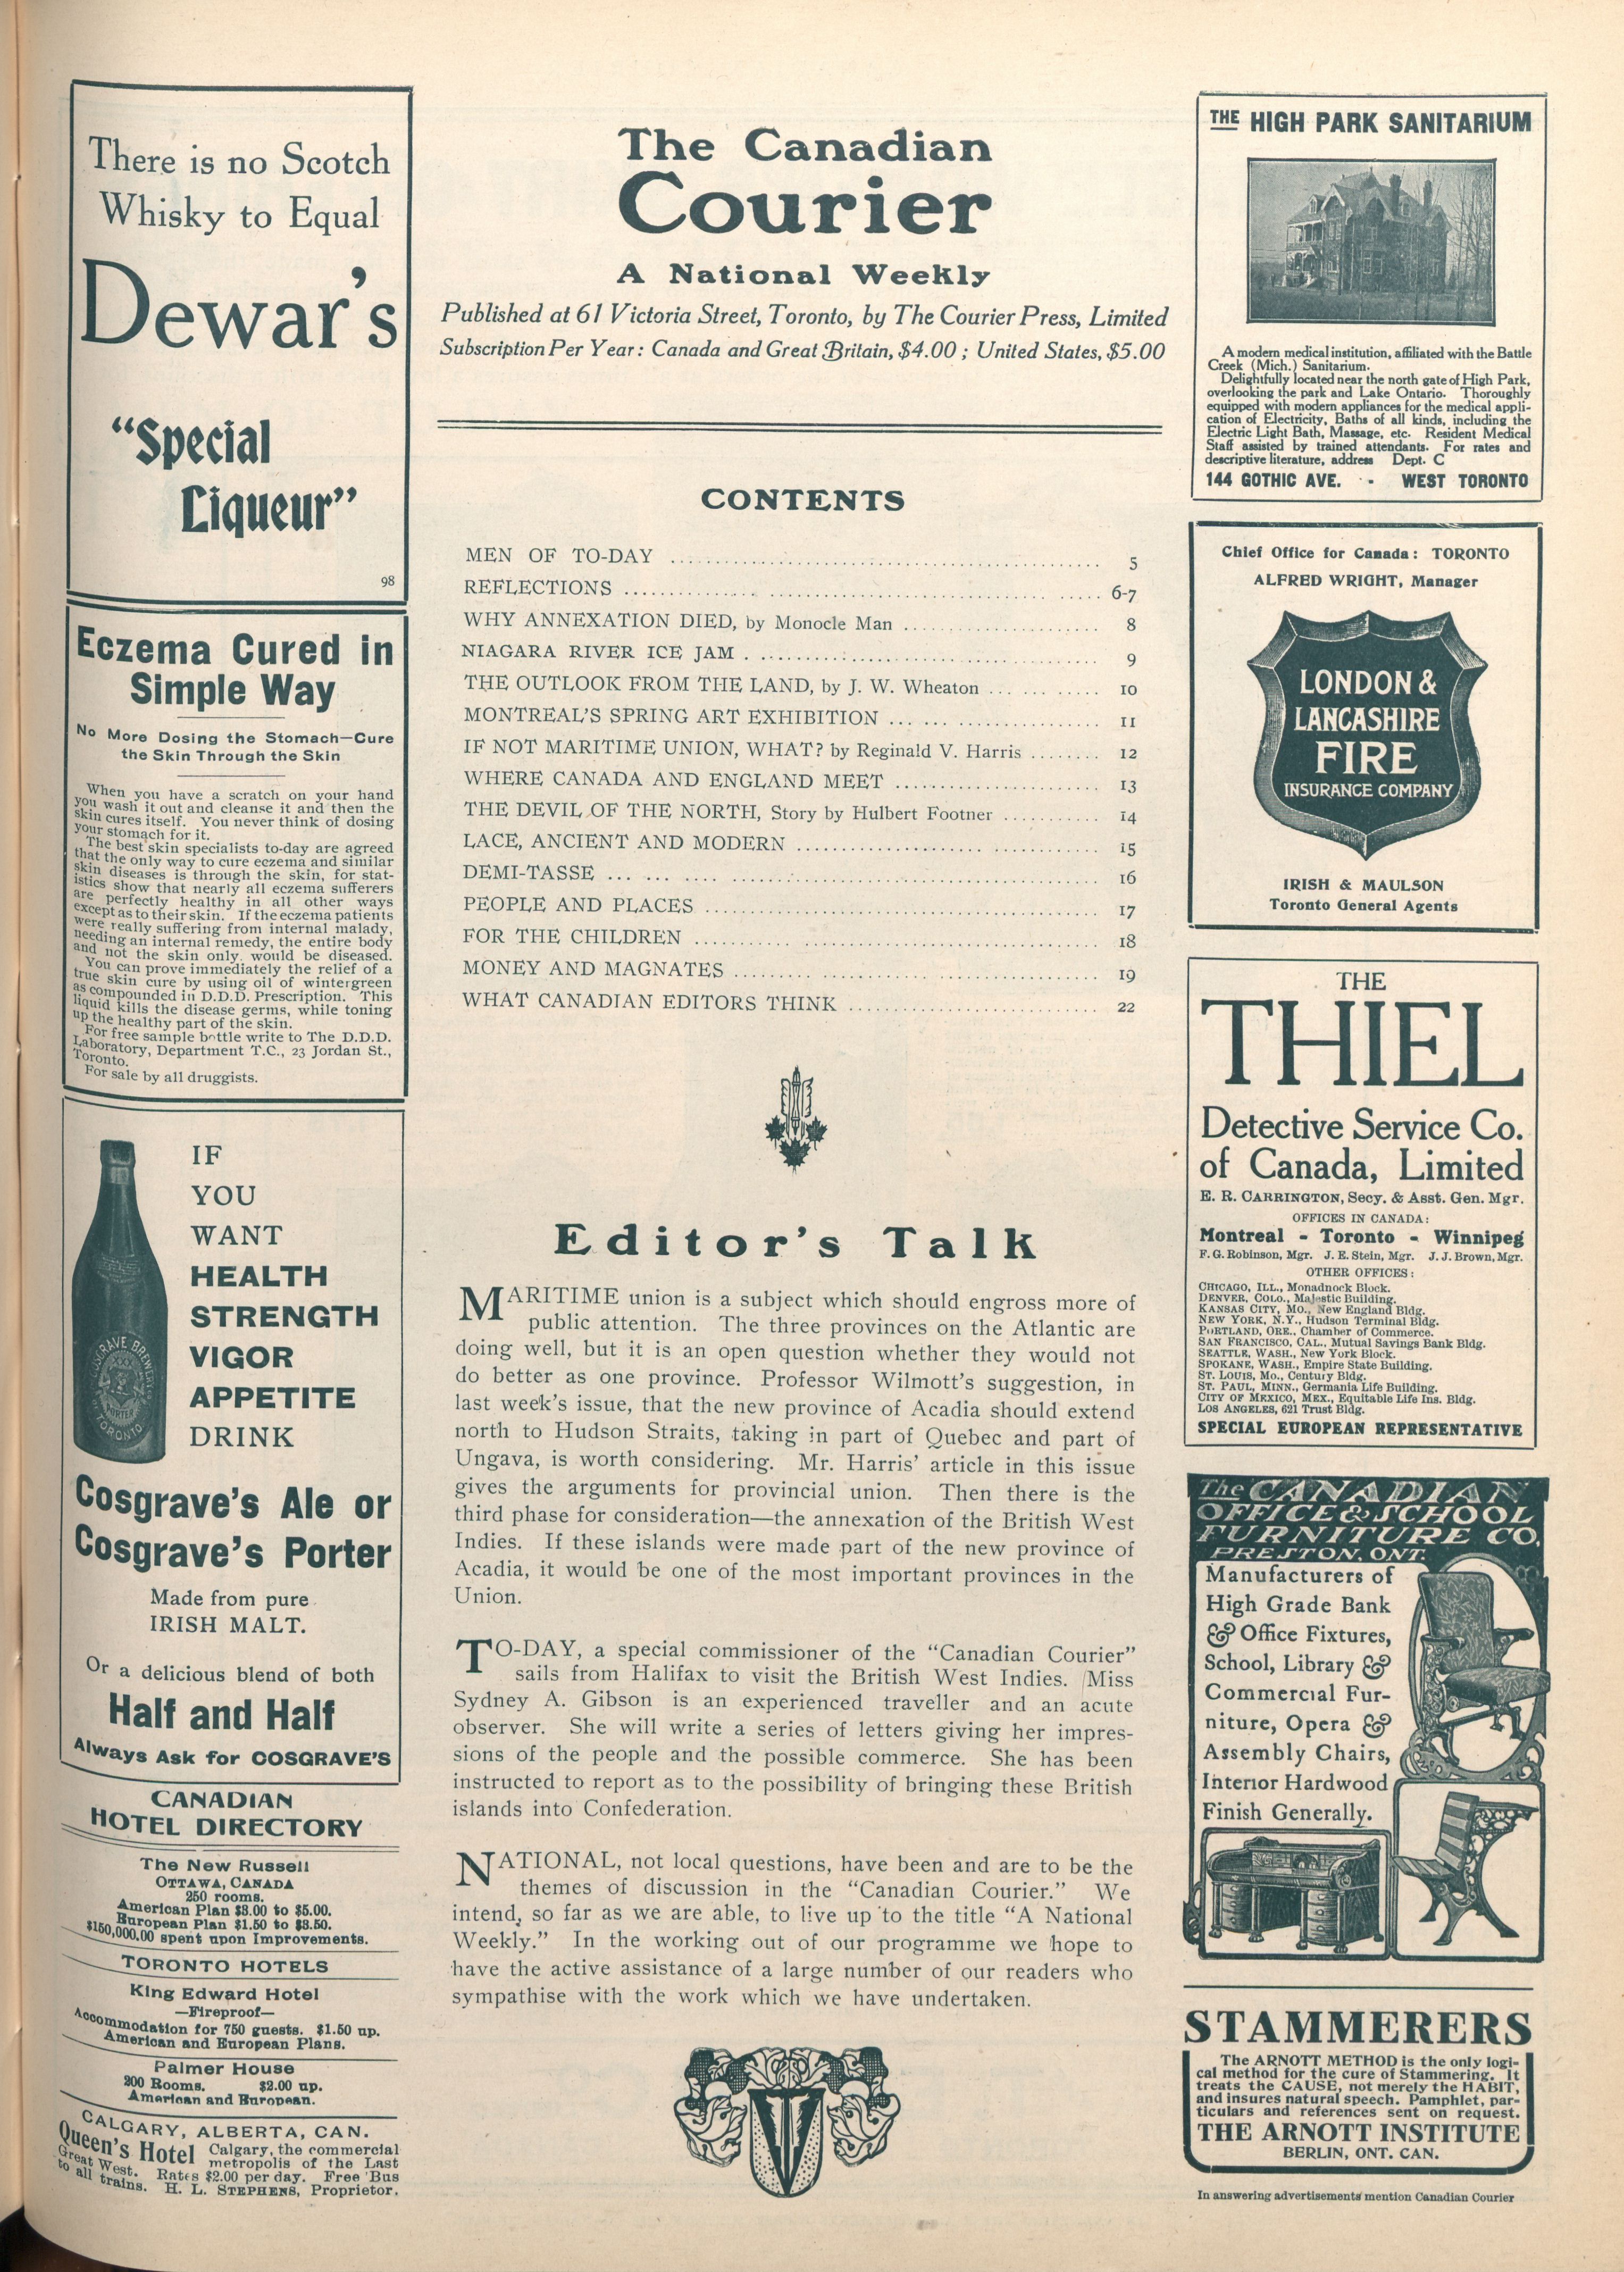 There is no Scotch
Whisky to Equal
Dewar's
"Special
Liqueur"
98
Eczema Cured in
Simple Way
No More Dosing the Stomach—Cure
the Skin Through the Skin
When you have a scratch on your hand
you wash it out and cleanse it and then the
skin cures itself. You never think of dosing
your stomach for it.
The best skin specialists to-day are agreed
that the only way to cure eczema and similar
skin diseases is through the skin, for stat-
istics show that nearly all eczema sufferers
are perfectly healthy in all other ways
except as to their skin. If the eczema patients
were really suffering from internal malady,
needing an internal remedy, the entire body
and not the skin only would be diseased.
You can prove immediately the relief of a
true skin cure by using oil of wintergreen
as compounded in D.D.D. Prescription. This
liquid kills the disease germs, while toning
up the healthy part of the skin.
For free sample bottle write to The D.D.D.
Laboratory, Department T.C., 23 Jordan St.,
Toronto.
For sale by all druggists.
IF
YOU
WANT
HEALTH
STRENGTH
VIGOR
APPETITE
DRINK
COSGRAVE BREWERY
PORTER
OF TORONTO
Cosgrave's Ale or
Cosgrave's Porter
Made from pure
IRISH MALT.
Or a delicious blend of both
Half and Half
Always Ask for COSGRAVE'S
CANADIAN
HOTEL DIRECTORY
The New Russell
OTTAWA, CANADA
250 rooms.
American Plan $3.00 to $5.00.
European Plan $1.50 to $3.50.
$150,000.00 spent upon Improvements.
TORONTO HOTELS
King Edward Hotel
—Fireproof—
Accommodation for 750 guests. $1.50 up.
American and European Plans.
Palmer House
200 Rooms. $2.00 up.
American and European.
CALGARY, ALBERTA, CAN.
Queen's Hotel Calgary, the commercial
metropolis of the Last
Great West. Rates $2.00 per day. Free 'Bus
to all trains. H. L. STEPHENS, Proprietor.
The Canadian
Courier
A National Weekly
Published at 61 Victoria Street, Toronto, by The Courier Press, Limited
Subscription Per Year: Canada and Great Britain, $4.00; United States, $5.00
CONTENTS
MEN OF TO-DAY 5
REFLECTIONS 6-7
WHY ANNEXATION DIED, by Monocle Man 8
NIAGARA RIVER ICE JAM 9
THE OUTLOOK FROM THE LAND, by J. W. Wheaton 10
MONTREAL'S SPRING ART EXHIBITION 11
IF NOT MARITIME UNION, WHAT? by Reginald V. Harris 12
WHERE CANADA AND ENGLAND MEET 13
THE DEVIL OF THE NORTH, Story by Hulbert Footner 14
LACE, ANCIENT AND MODERN 15
DEMI-TASSE 16
PEOPLE AND PLACES 17
FOR THE CHILDREN 18
MONEY AND MAGNATES 19
WHAT CANADIAN EDITORS THINK 22
Editor's Talk
MARITIME union is a subject which should engross more of
public attention. The three provinces on the Atlantic are
doing well, but it is an open question whether they would not
do better as one province. Professor Wilmott's suggestion, in
last week's issue, that the new province of Acadia should extend
north to Hudson Straits, taking in part of Quebec and part of
Ungava, is worth considering. Mr. Harris' article in this issue
gives the arguments for provincial union. Then there is the
third phase for consideration—the annexation of the British West
Indies. If these islands were made part of the new province of
Acadia, it would be one of the most important provinces in the
Union.
TO-DAY, a special commissioner of the "Canadian Courier"
sails from Halifax to visit the British West Indies. Miss
Sydney A. Gibson is an experienced traveller and an acute
observer. She will write a series of letters giving her impres-
sions of the people and the possible commerce. She has been
instructed to report as to the possibility of bringing these British
islands into Confederation.
NATIONAL, not local questions, have been and are to be the
themes of discussion in the "Canadian Courier." We
intend, so far as we are able, to live up to the title "A National
Weekly." In the working out of our programme we hope to
have the active assistance of a large number of our readers who
sympathise with the work which we have undertaken.
THE HIGH PARK SANITARIUM
A modern medical institution, affiliated with the Battle
Creek (Mich.) Sanitarium.
Delightfully located near the north gate of High Park,
overlooking the park and Lake Ontario. Thoroughly
equipped with modern appliances for the medical appli-
cation of Electricity, Baths of all kinds, including the
Electric Light Bath, Massage, etc. Resident Medical
Staff assisted by trained attendants. For rates and
descriptive literature, address Dept. C
144 GOTHIC AVE. - - WEST TORONTO
Chief Office for Canada: TORONTO
ALFRED WRIGHT, Manager
LONDON &
LANCASHIRE
FIRE
INSURANCE COMPANY
IRISH & MAULSON
Toronto General Agents
THE
THIEL
Detective Service Co.
of Canada, Limited
E. R. CARRINGTON, Secy. & Asst. Gen. Mgr.
OFFICES IN CANADA:
Montreal - Toronto - Winnipeg
F. G. Robinson, Mgr. J. E. Stein, Mgr. J. J. Brown, Mgr.
OTHER OFFICES:
CHICAGO, ILL., Monadnock Block.
DENVER, COLO., Majestic Building.
KANSAS CITY, MO., New England Bldg.
NEW YORK, N.Y., Hudson Terminal Bldg.
PORTLAND, ORE., Chamber of Commerce.
SAN FRANCISCO, CAL., Mutual Savings Bank Bldg.
SEATTLE, WASH., New York Block.
SPOKANE, WASH., Empire State Building.
ST. LOUIS, Mo., Century Bldg.
ST. PAUL, MINN., Germania Life Building.
CITY OF MEXICO, MEX., Equitable Life Ins. Bldg.
LOS ANGELES, 621 Trust Bldg.
SPECIAL EUROPEAN REPRESENTATIVE
The CANADIAN
OFFICE & SCHOOL
FURNITURE CO.
PRESTON, ONT.
Manufacturers of
High Grade Bank
& Office Fixtures,
School, Library &
Commercial Fur-
niture, Opera &
Assembly Chairs,
Interior Hardwood
Finish Generally.
STAMMERERS
The ARNOTT METHOD is the only logi-
cal method for the cure of Stammering. It
treats the CAUSE, not merely the HABIT,
and insures natural speech. Pamphlet, par-
ticulars and references sent on request.
THE ARNOTT INSTITUTE
BERLIN, ONT. CAN.
In answering advertisements mention Canadian Courier